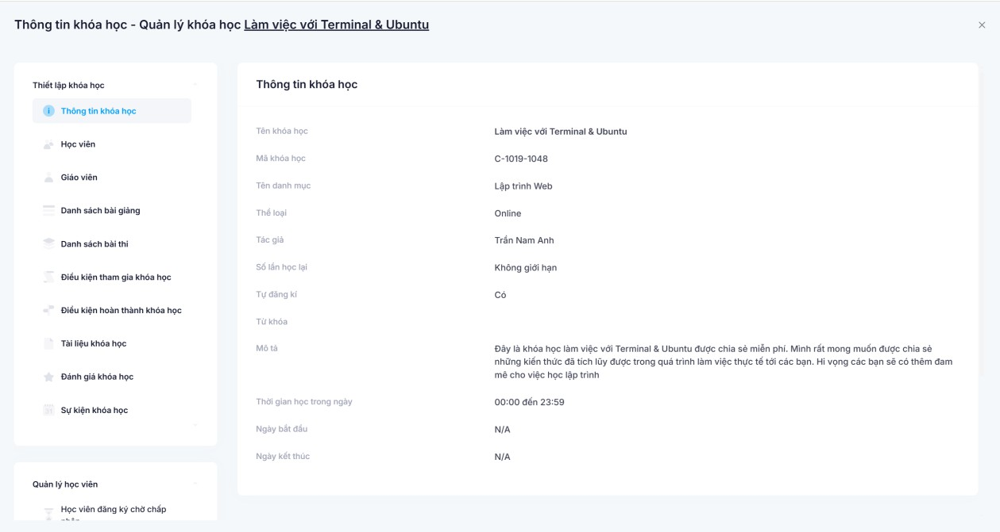 Thông tin khóa học - Quản lý khóa học Làm việc với Terminal & Ubuntu
Thiết lập khóa học
Thông tin khóa học
Học viên
Giáo viên
Danh sách bài giảng
Danh sách bài thi
Điều kiện tham gia khóa học
Điều kiện hoàn thành khóa học
Tài liệu khóa học
Đánh giá khóa học
31
Sự kiện khóa học
Quản lý học viên
Học viên đăng ký chờ chấp
nhận
Thông tin khóa học
Tên khóa học
Làm việc với Terminal & Ubuntu
Mã khóa học
C-1019-1048
Tên danh mục
Lập trình Web
Thể loại
Online
Tác giả
Trần Nam Anh
Số lần học lại
Không giới hạn
Tự đăng kí
Có
Từ khóa
Mô tả
Đây là khóa học làm việc với Terminal & Ubuntu được chia sẻ miễn phí. Mình rất mong muốn được chia sẻ
những kiến thức đã tích lũy được trong quá trình làm việc thực tế tới các bạn. Hi vọng các bạn sẽ có thêm đam
mê cho việc học lập trình
Thời gian học trong ngày
00:00 đến 23:59
Ngày bắt đầu
N/A
Ngày kết thúc
N/A